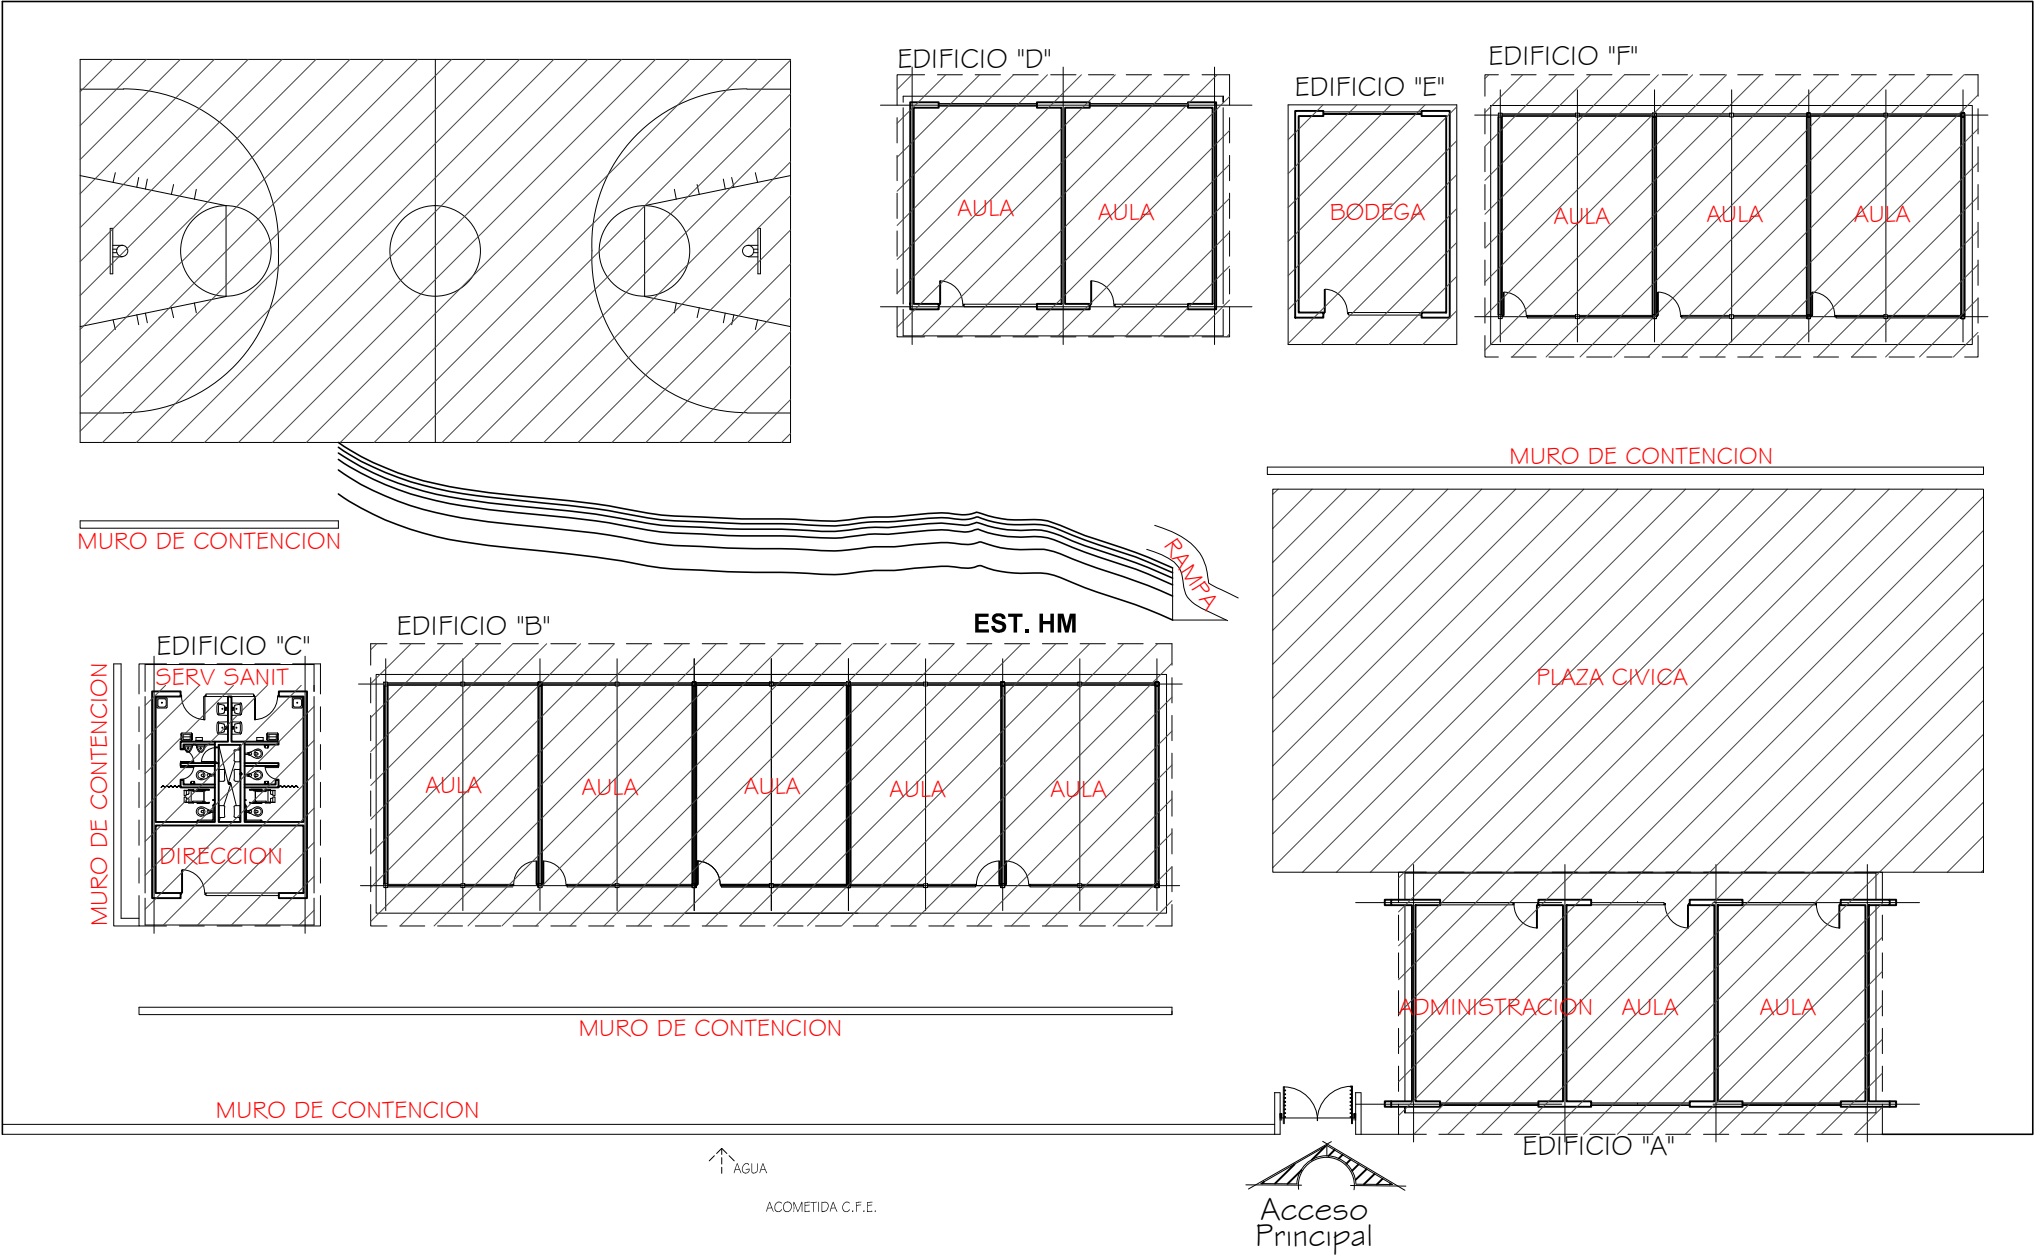 EDIFICIO "D"
EDIFICIO "E"
EDIFICIO "F"
AULA
AULA
BODEGA
AULA
AULA
AULA
MURO DE CONTENCION
MURO DE CONTENCION
RAMPA
EDIFICIO "C"
SERV SANIT
EDIFICIO "B"
EST. HM
PLAZA CIVICA
MURO DE CONTENCION
AULA
AULA
AULA
AULA
AULA
DIRECCION
ADMINISTRACION
AULA
AULA
MURO DE CONTENCION
MURO DE CONTENCION
EDIFICIO "A"
AGUA
ACOMETIDA C.F.E.
Acceso
Principal